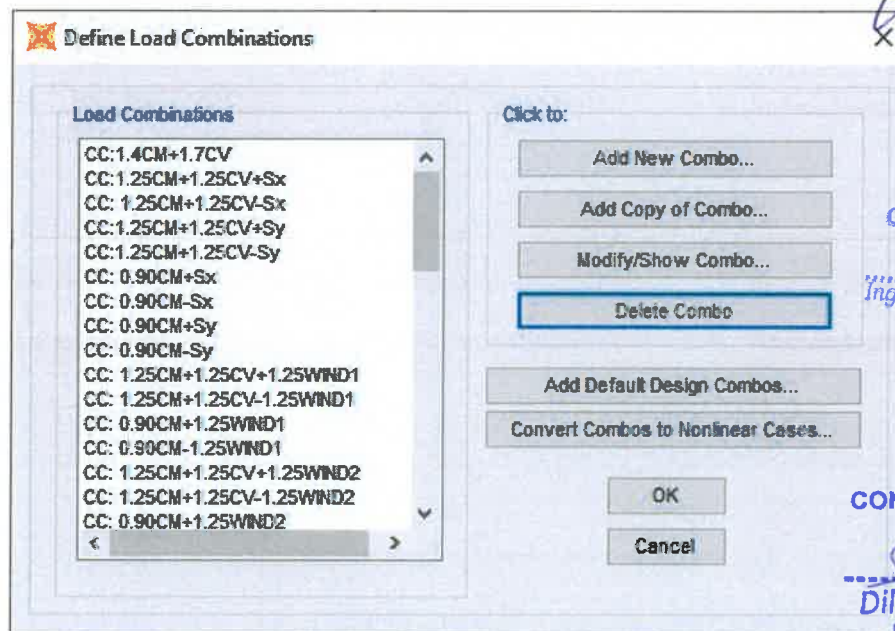 Define Load Combinations
Load Combinations
CC:1.4CM+1.7CV
CC:1.25CM+1.25CV+Sx
CC: 1.25CM+1.25CV-Sx
CC:1.25CM+1.25CV+Sy
CC:1.25CM+1.25CV-Sy
CC: 0.90CM+Sx
CC: 0.90CM-Sx
CC: 0.90CM+Sy
CC: 0.90CM-Sy
CC: 1.25CM+1.25CV+1.25WIND1
CC: 1.25CM+1.25CV-1.25WIND1
CC: 0.90CM+1.25WIND1
CC: 0.90CM-1.25WIND1
CC: 1.25CM+1.25CV+1.25WIND2
CC: 1.25CM+1.25CV-1.25WIND2
CC: 0.90CM+1.25WIND2
Click to:
Add New Combo...
Add Copy of Combo...
Modify/Show Combo...
Delete Combo
Add Default Design Combos...
Convert Combos to Nonlinear Cases...
OK
Cancel
Ing